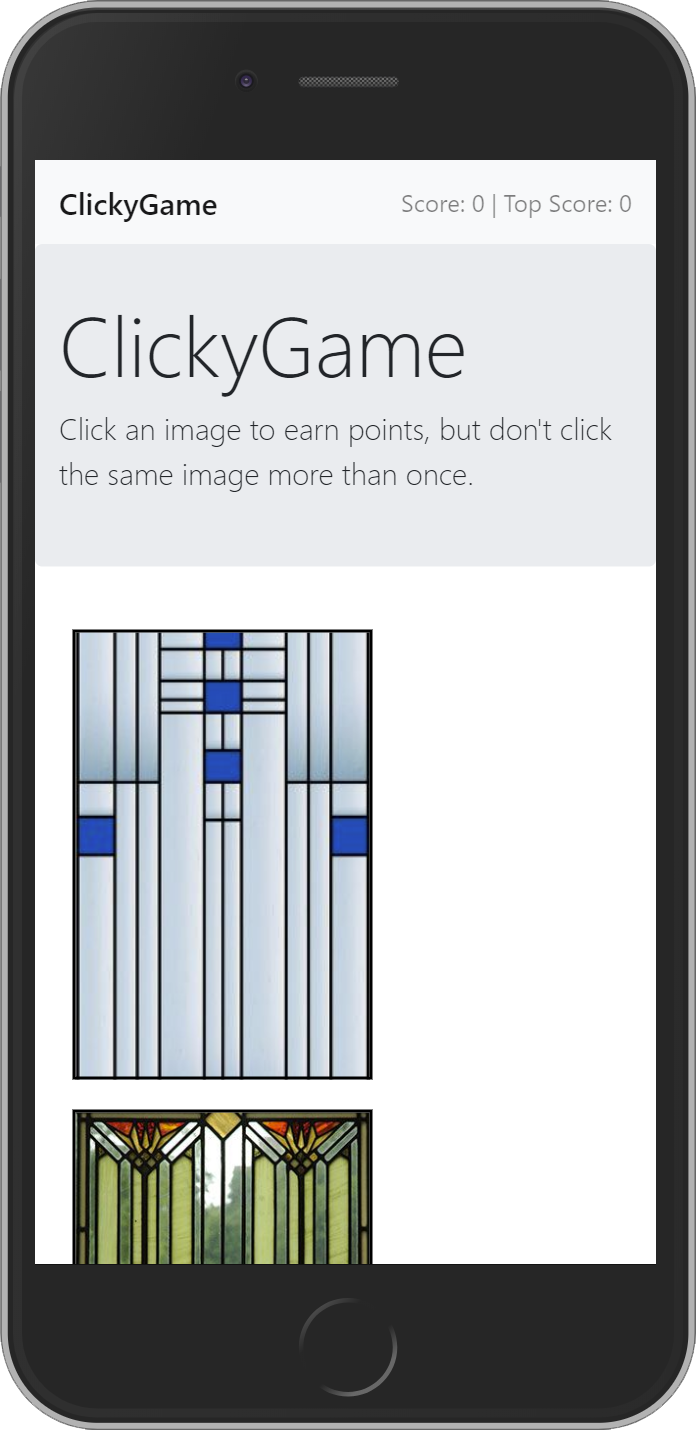 ClickyGame
Score: 0 | Top Score: 0
ClickyGame
Click an image to earn points, but don't click
the same image more than once.